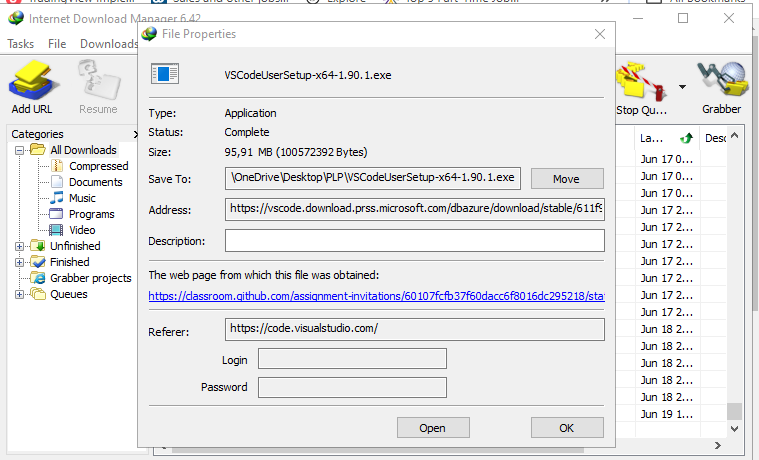 Internet Download Manager 6.42
Tasks File Downloads
File Properties
VSCodeUserSetup-x64-1.90.1.exe
Add URL
Resume
Stop Qu...
Grabber
Categories
All Downloads
Compressed
Documents
Music
Programs
Video
Unfinished
Finished
Grabber projects
Queues
Type: Application
Status: Complete
Size: 95,91 MB (100572392 Bytes)
Save To: \OneDrive\Desktop\PLP\VSCodeUserSetup-x64-1.90.1.exe Move
Address: https://vscode.download.prss.microsoft.com/dbazure/download/stable/611f9
Description:
The web page from which this file was obtained:
https://classroom.github.com/assignment-invitations/60107fcfb37f60dacc6f8016dc295218/stat
Referer: https://code.visualstudio.com/
Login
Password
Open OK
La... Desc
Jun 17 0...
Jun 17 0...
Jun 17 0...
Jun 17 2...
Jun 17 2...
Jun 17 2...
Jun 17 2...
Jun 17 2...
Jun 17 2...
Jun 17 2...
Jun 18 2...
Jun 18 2...
Jun 18 2...
Jun 18 2...
Jun 18 2...
Jun 19 1...